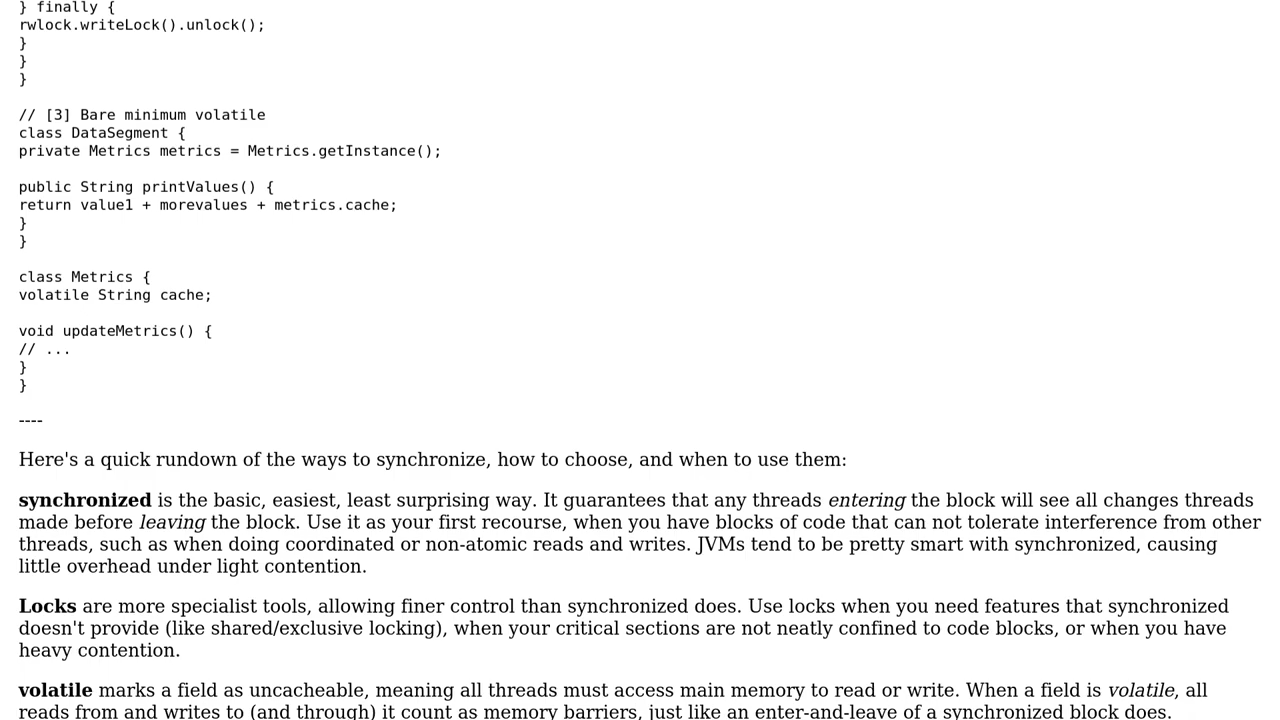 } finally {
rwlock.writeLock().unlock();
}
}
}
// [3] Bare minimum volatile
class DataSegment {
private Metrics metrics = Metrics.getInstance();
public String printValues() {
return value1 + morevalues + metrics.cache;
}
}
class Metrics {
volatile String cache;
void updateMetrics() {
// ...
}
}
----
Here's a quick rundown of the ways to synchronize, how to choose, and when to use them:
synchronized is the basic, easiest, least surprising way. It guarantees that any threads entering the block will see all changes threads
made before leaving the block. Use it as your first recourse, when you have blocks of code that can not tolerate interference from other
threads, such as when doing coordinated or non-atomic reads and writes. JVMs tend to be pretty smart with synchronized, causing
little overhead under light contention.
Locks are more specialist tools, allowing finer control than synchronized does. Use locks when you need features that synchronized
doesn't provide (like shared/exclusive locking), when your critical sections are not neatly confined to code blocks, or when you have
heavy contention.
volatile marks a field as uncacheable, meaning all threads must access main memory to read or write. When a field is volatile, all
reads from and writes to (and through) it count as memory barriers, just like an enter-and-leave of a synchronized block does.